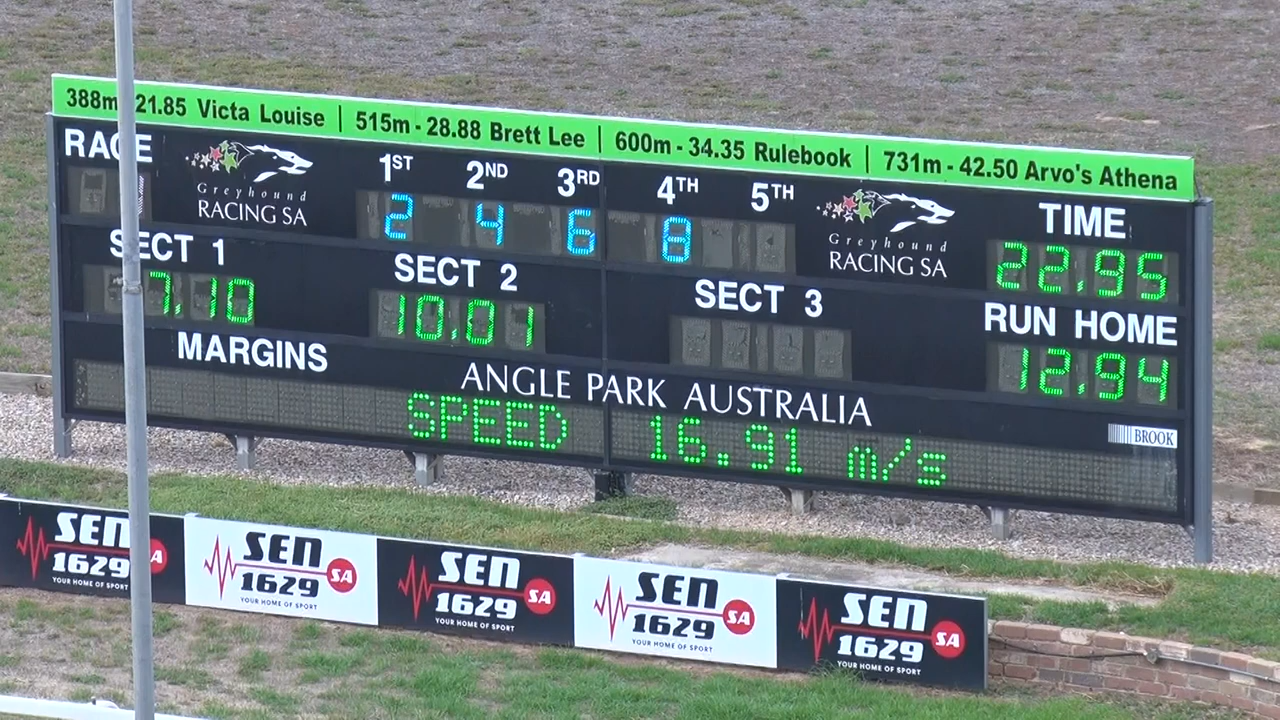 388m 21.85 Victa Louise | 515m - 28.88 Brett Lee | 600m - 34.35 Rulebook | 731m - 42.50 Arvo's Athena
RACE
Greyhound
RACING SA
1ST 2ND 3RD 4TH 5TH
2 4 6 8
Greyhound
RACING SA
TIME
22.95
SECT 1
7.10
SECT 2
10.01
SECT 3
RUN HOME
12.94
MARGINS
ANGLE PARK AUSTRALIA
BROOK
SPEED 16.91 m/s
SEN
1629
YOUR HOME OF SPORT
SEN
1629
SA
YOUR HOME OF SPORT
SEN
1629
SA
YOUR HOME OF SPORT
SEN
1629
SA
YOUR HOME OF SPORT
SEN
1629
SA
YOUR HOME OF SPORT